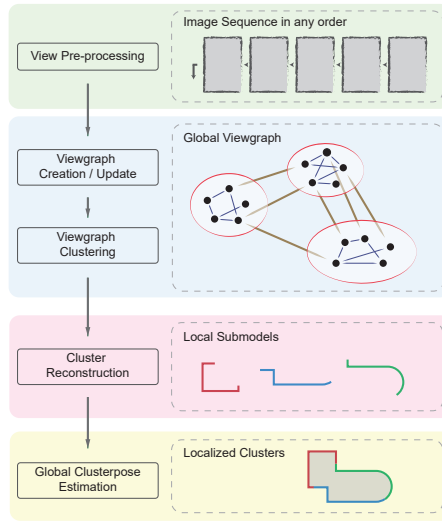 Image Sequence in any order
View Pre-processing
Global Viewgraph
Viewgraph
Creation / Update
Viewgraph
Clustering
Local Submodels
Cluster
Reconstruction
Localized Clusters
Global Clusterpose
Estimation